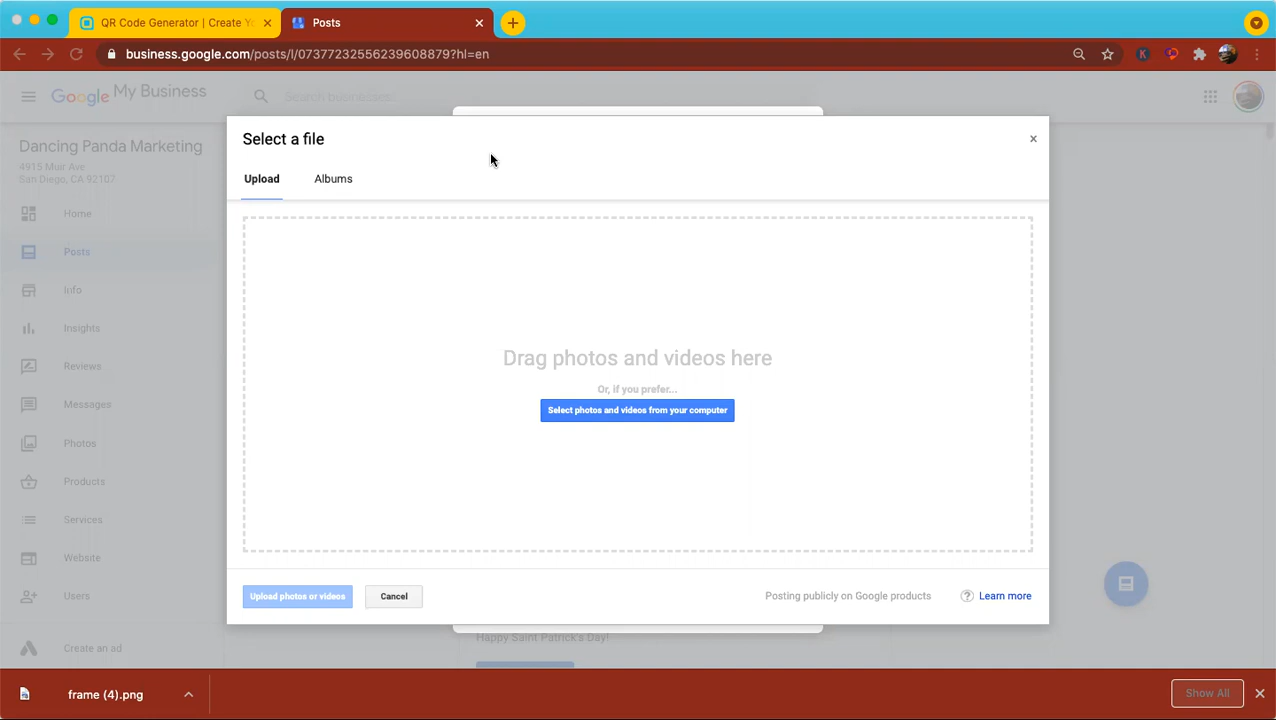 QR Code Generator | Create Yo
Posts
business.google.com/posts/l/07377232556239608879?hl=en
Google My Business
Search businesses...
Dancing Panda Marketing
4915 Muir Ave
San Diego, CA 92107
Home
Posts
Info
Insights
Reviews
Messages
Photos
Products
Services
Website
Users
Create an ad
Select a file
Upload
Albums
Drag photos and videos here
Or, if you prefer...
Select photos and videos from your computer
Upload photos or videos
Cancel
Posting publicly on Google products
? Learn more
Happy Saint Patrick's Day!
frame (4).png
Show All